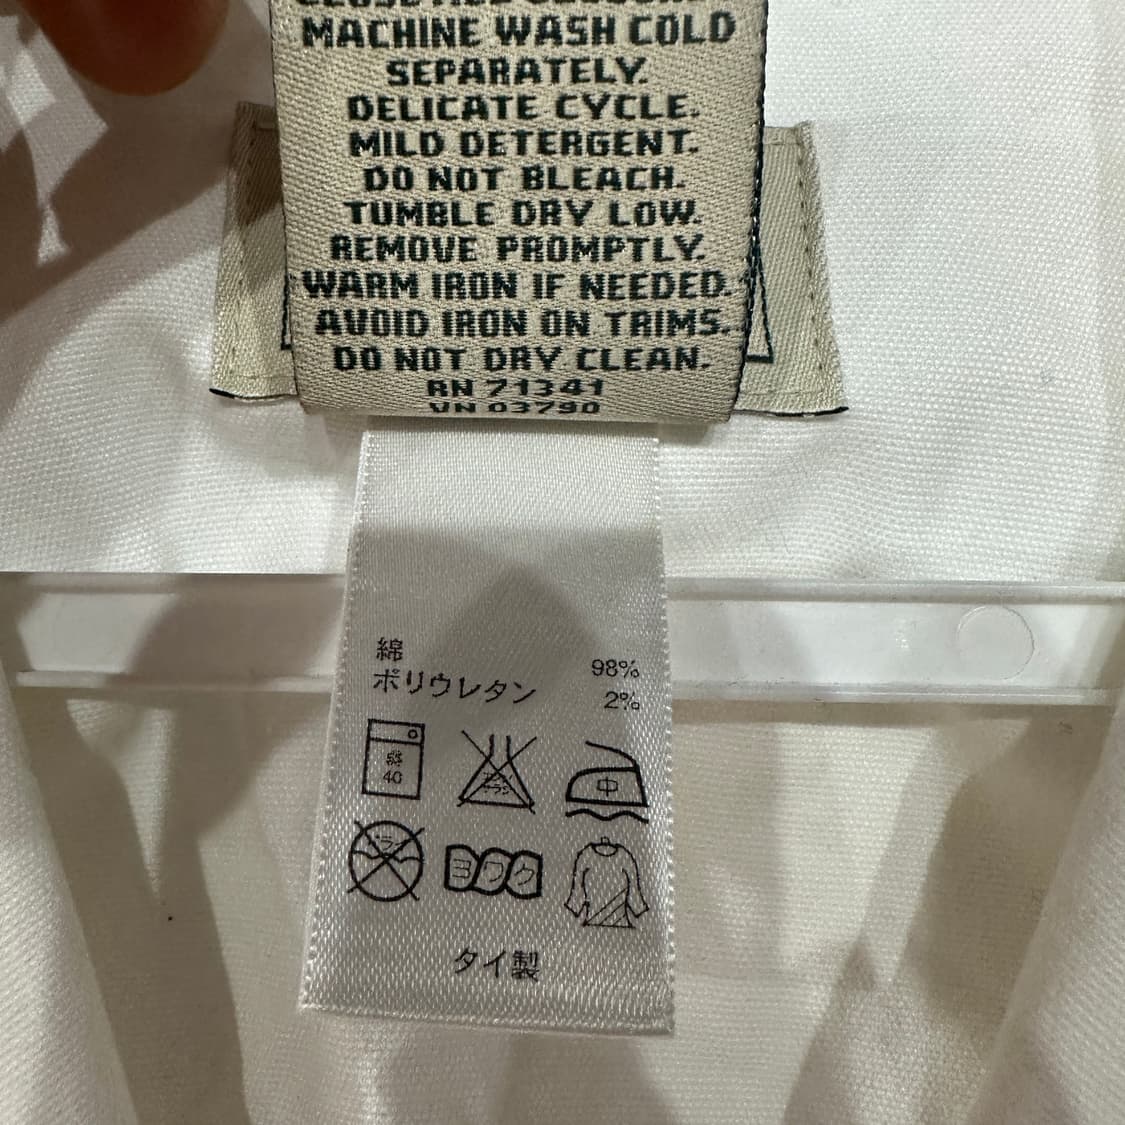 MACHINE WASH COLD
SEPARATELY.
DELICATE CYCLE.
MILD DETERGENT.
DO NOT BLEACH.
TUMBLE DRY LOW.
REMOVE PROMPTLY.
WARM IRON IF NEEDED.
AVOID IRON ON TRIMS.
DO NOT DRY CLEAN.
RN 71341
VN 03790
綿 98%
ポリウレタン 2%
40
中
ヨワク
タイ製